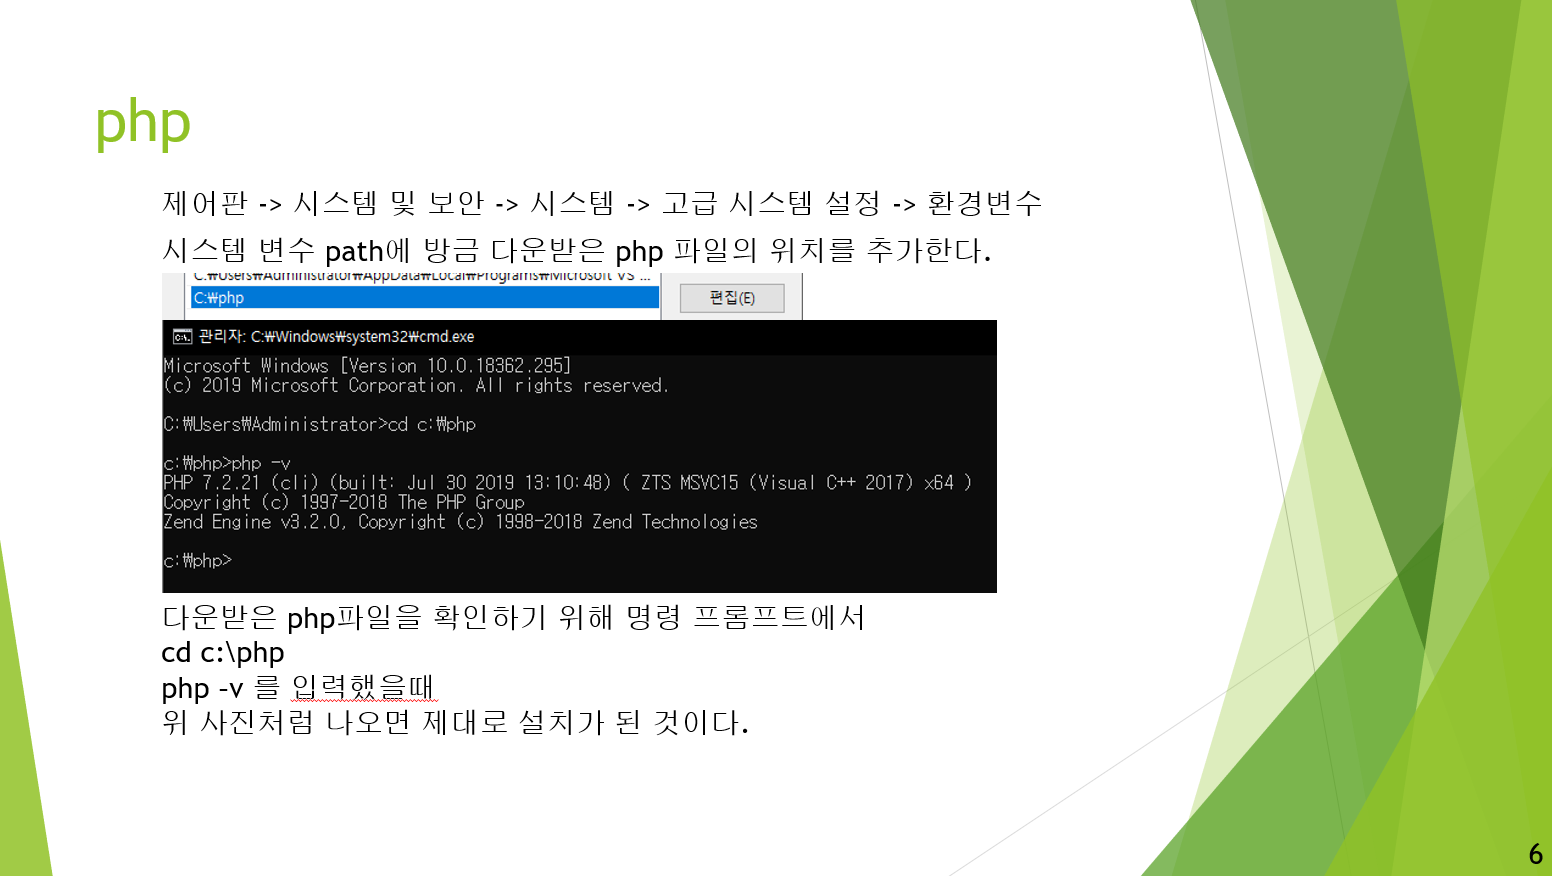 php
제어판 -> 시스템 및 보안 -> 시스템 -> 고급 시스템 설정 -> 환경변수
시스템 변수 path에 방금 다운받은 php 파일의 위치를 추가한다.
C:₩Users₩Administrator₩AppData₩Local₩Programs₩Microsoft VS ...
C:₩php
편집(E)
관리자: C:₩Windows₩system32₩cmd.exe
Microsoft Windows [Version 10.0.18362.295]
(c) 2019 Microsoft Corporation. All rights reserved.
C:₩Users₩Administrator>cd c:₩php
c:₩php>php -v
PHP 7.2.21 (cli) (built: Jul 30 2019 13:10:48) ( ZTS MSVC15 (Visual C++ 2017) x64 )
Copyright (c) 1997-2018 The PHP Group
Zend Engine v3.2.0, Copyright (c) 1998-2018 Zend Technologies
c:₩php>
다운받은 php파일을 확인하기 위해 명령 프롬프트에서
cd c:\php
php -v 를 입력했을때
위 사진처럼 나오면 제대로 설치가 된 것이다.
6